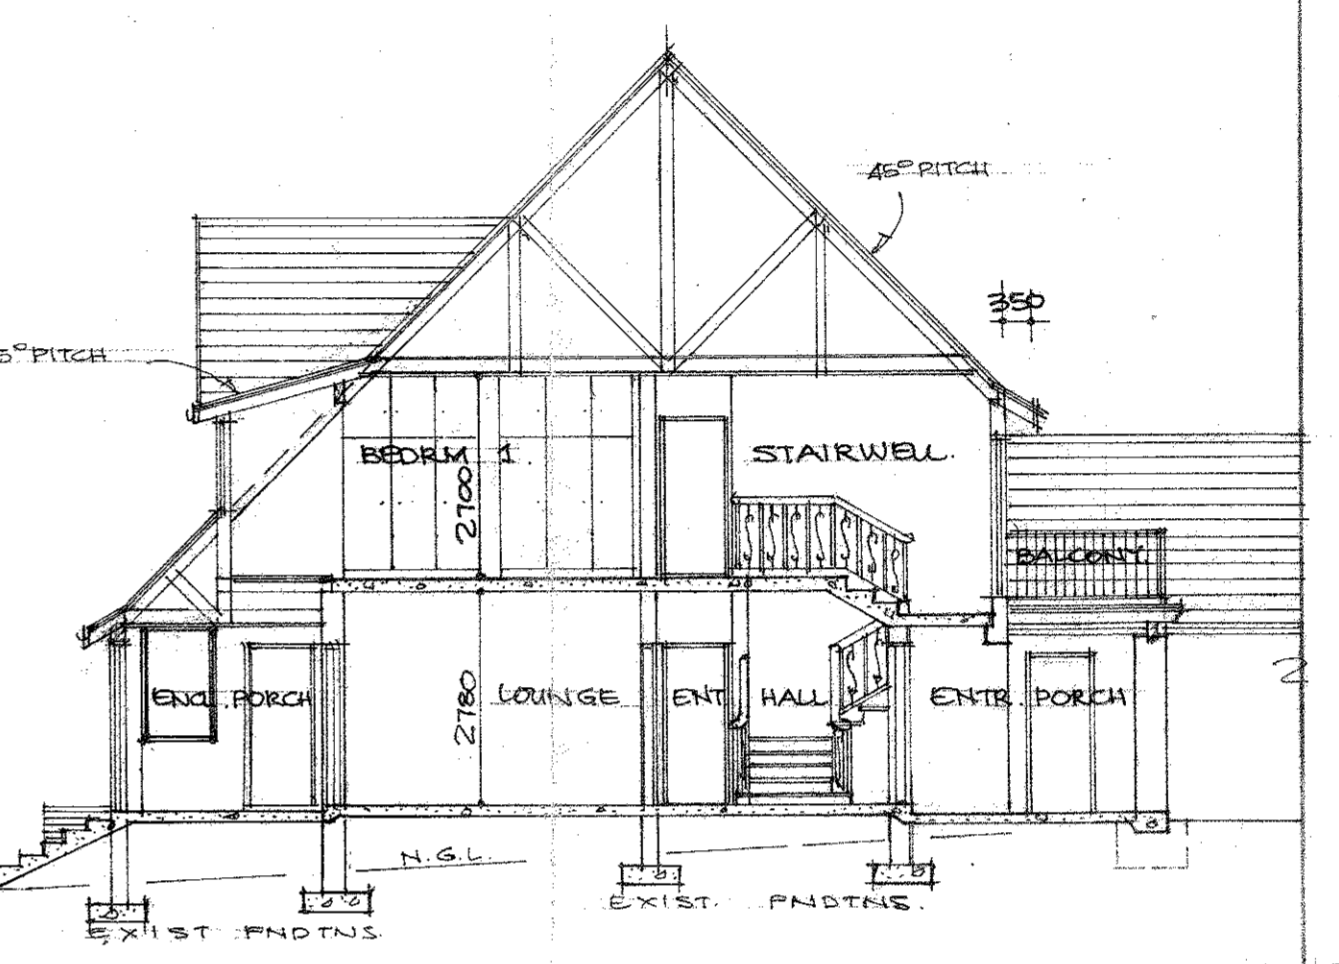 45° PITCH
350
5° PITCH
BEDRM 1.
STAIRWELL.
2700
BALCONY.
ENCL. PORCH
2780
LOUNGE
ENT. HALL
ENTR. PORCH
2
N.G.L.
EXIST. FNDTNS.
EXIST FNDTNS.